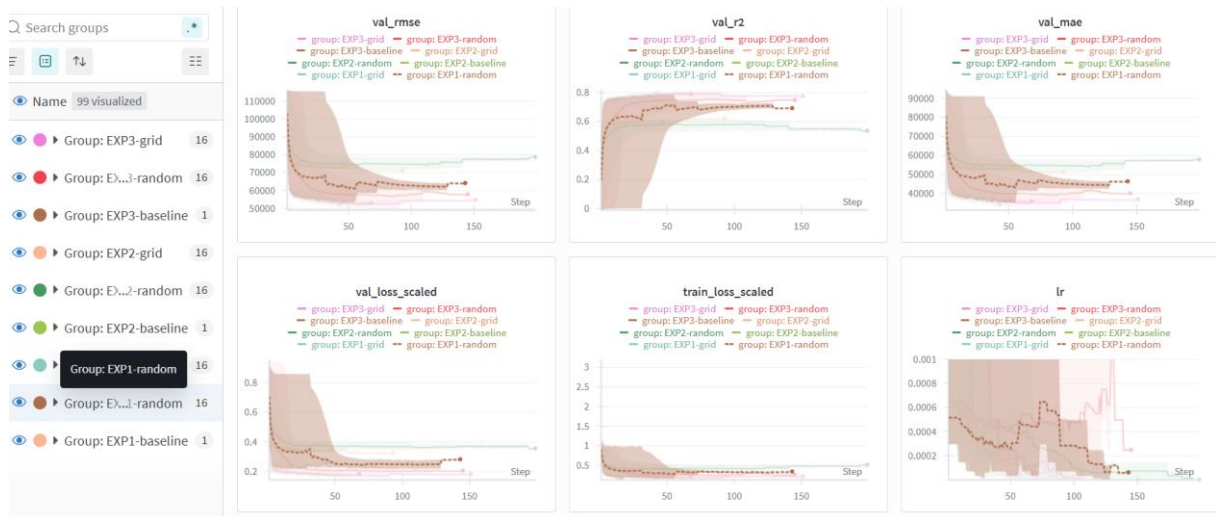 Search groups
.*
Name 99 visualized
Group: EXP3-grid 16
Group: E)‹...3-random 16
Group: EXP3-baseline 1
Group: EXP2-grid 16
Group: E)‹...2-random 16
Group: EXP2-baseline 1
Group: EXP1-random
16
Group: E)‹...1-random 16
Group: EXP1-baseline 1
val_rmse
group: EXP3-grid group: EXP3-random
group: EXP3-baseline group: EXP2-grid
group: EXP2-random group: EXP2-baseline
group: EXP1-grid group: EXP1-random
110000
100000
90000
80000
70000
60000
50000
Step
50 100 150
val_r2
group: EXP3-grid group: EXP3-random
group: EXP3-baseline group: EXP2-grid
group: EXP2-random group: EXP2-baseline
group: EXP1-grid group: EXP1-random
0.8
0.6
0.4
0.2
0
Step
50 100 150
val_mae
group: EXP3-grid group: EXP3-random
group: EXP3-baseline group: EXP2-grid
group: EXP2-random group: EXP2-baseline
group: EXP1-grid group: EXP1-random
90000
80000
70000
60000
50000
40000
Step
50 100 150
val_loss_scaled
group: EXP3-grid group: EXP3-random
group: EXP3-baseline group: EXP2-grid
group: EXP2-random group: EXP2-baseline
group: EXP1-grid group: EXP1-random
0.8
0.6
0.4
0.2
Step
50 100 150
train_loss_scaled
group: EXP3-grid group: EXP3-random
group: EXP3-baseline group: EXP2-grid
group: EXP2-random group: EXP2-baseline
group: EXP1-grid group: EXP1-random
3
2.5
2
1.5
1
0.5
Step
50 100 150
lr
group: EXP3-grid group: EXP3-random
group: EXP3-baseline group: EXP2-grid
group: EXP2-random group: EXP2-baseline
group: EXP1-grid group: EXP1-random
0.001
0.0008
0.0006
0.0004
0.0002
Step
50 100 150